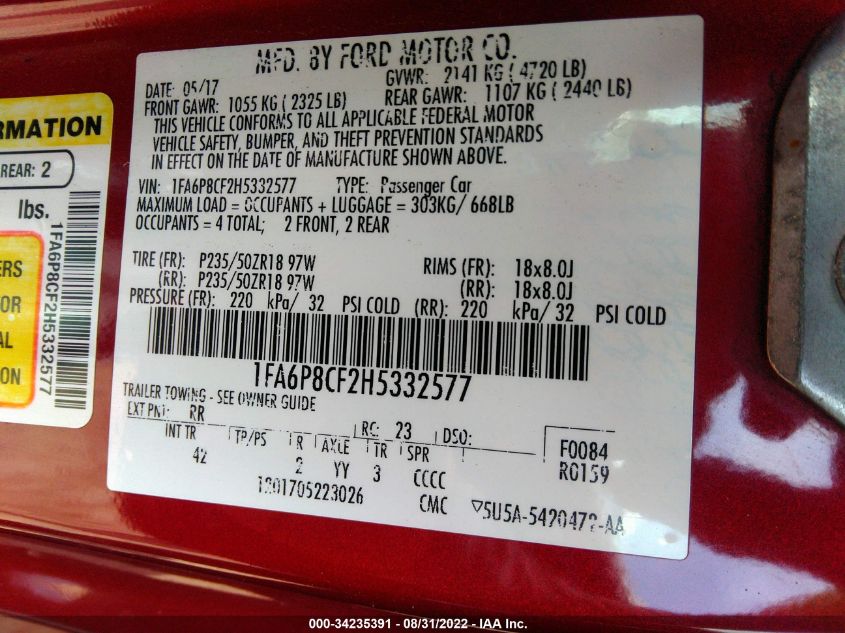 MFD. BY FORD MOTOR CO.
DATE: 05/17 GVWR: 2141 KG ( 4720 LB)
FRONT GAWR: 1055 KG ( 2325 LB) REAR GAWR: 1107 KG ( 2440 LB)
THIS VEHICLE CONFORMS TO ALL APPLICABLE FEDERAL MOTOR
VEHICLE SAFETY, BUMPER, AND THEFT PREVENTION STANDARDS
IN EFFECT ON THE DATE OF MANUFACTURE SHOWN ABOVE.
VIN: 1FA6P8CF2H5332577 TYPE: Passenger Car
MAXIMUM LOAD = OCCUPANTS + LUGGAGE = 303KG/ 668LB
OCCUPANTS = 4 TOTAL; 2 FRONT, 2 REAR
TIRE (FR): P235/50ZR18 97W RIMS (FR): 18x8.0J
(RR): P235/50ZR18 97W (RR): 18x8.0J
PRESSURE (FR): 220 kPa/ 32 PSI COLD (RR): 220 kPa/ 32 PSI COLD
1FA6P8CF2H5332577
TRAILER TOWING - SEE OWNER GUIDE
EXT PNT: RR RC: 23 DSO: F0084
INT TR TP/PS R AXLE TR SPR R0159
42 2 YY 3 CCCC
1201705223026 CMC 5U5A-5420472-AA
RMATION
REAR: 2
lbs.
1FA6P8CF2H5332577
ERS
OR
AL
ON
000-34235391 - 08/31/2022 - IAA Inc.